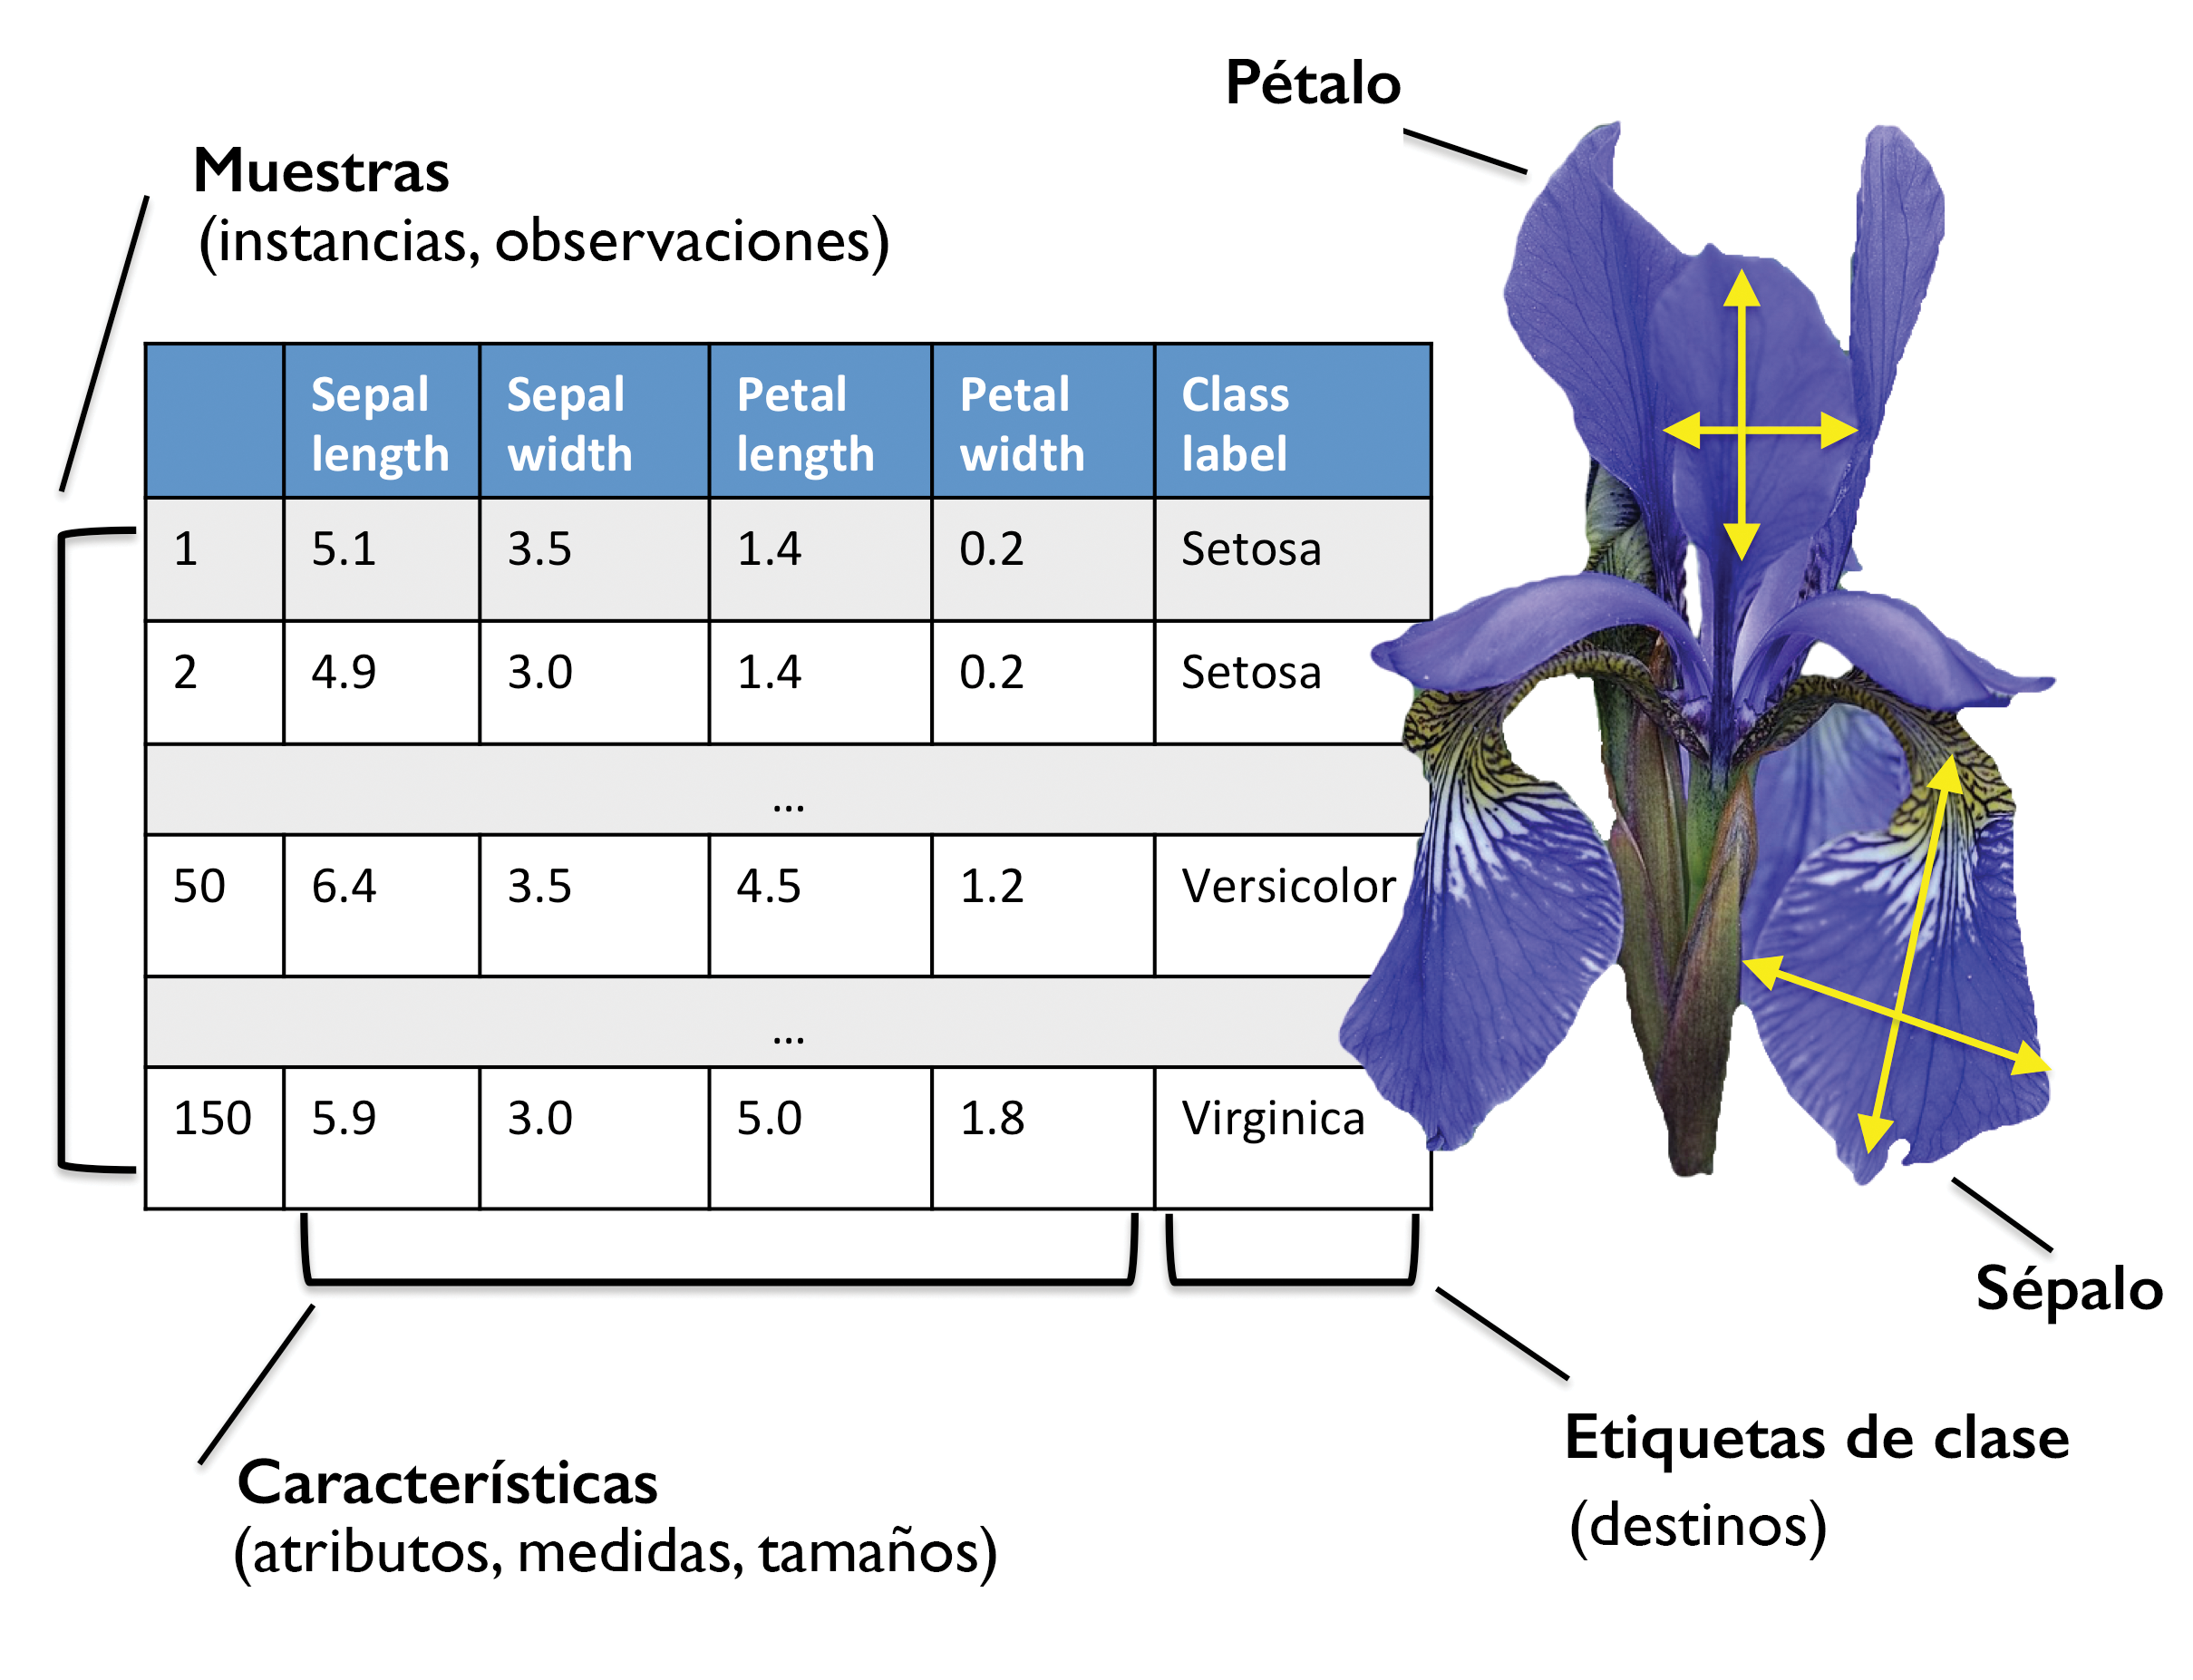 Pétalo
Muestras
(instancias, observaciones)
Sepal length Sepal width Petal length Petal width Class label
1 5.1 3.5 1.4 0.2 Setosa
2 4.9 3.0 1.4 0.2 Setosa
...
50 6.4 3.5 4.5 1.2 Versicolor
...
150 5.9 3.0 5.0 1.8 Virginica
Sépalo
Etiquetas de clase
(destinos)
Características
(atributos, medidas, tamaños)